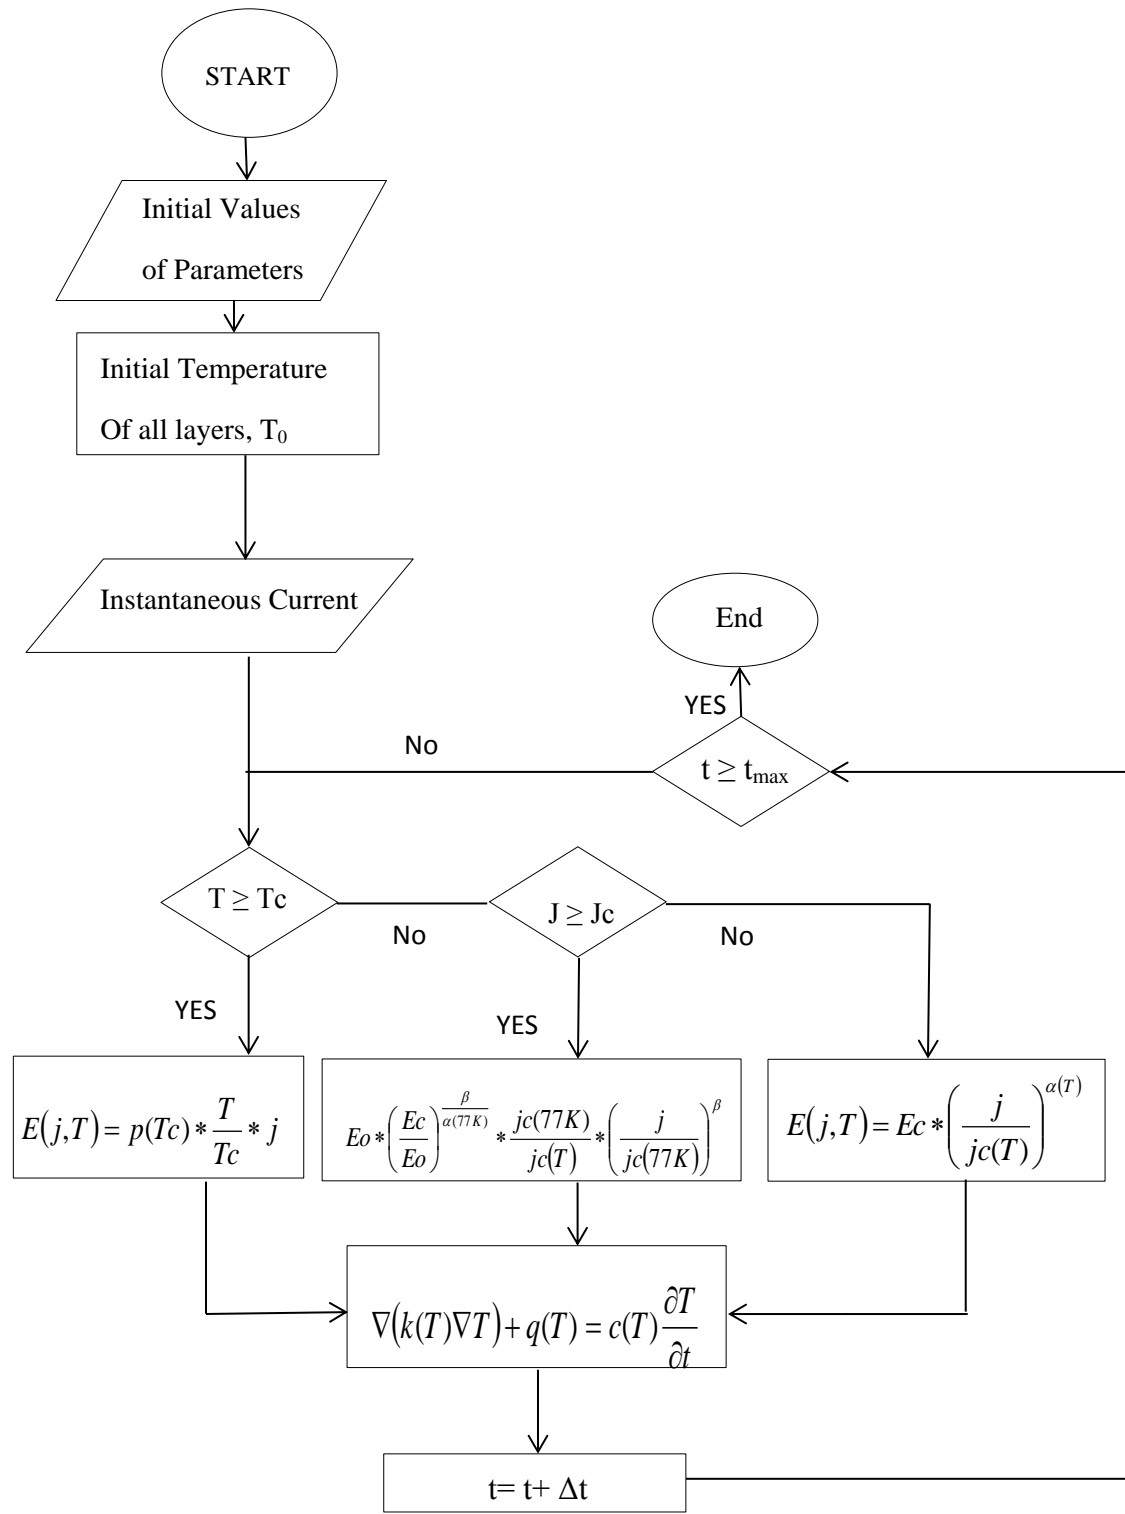 START
Initial Values
of Parameters
Initial Temperature
Of all layers, T₀
Instantaneous Current
End
YES
No
t ≥ tmax
T ≥ Tc
No
J ≥ Jc
No
YES
YES
E(j,T) = p(Tc) * T/Tc * j
Eo * (Ec/Eo)^(β/α(77K)) * jc(77K)/jc(T) * (j/jc(77K))^β
E(j,T) = Ec * (j/jc(T))^α(T)
∇(k(T)∇T) + q(T) = c(T) ∂T/∂t
t= t+ Δt